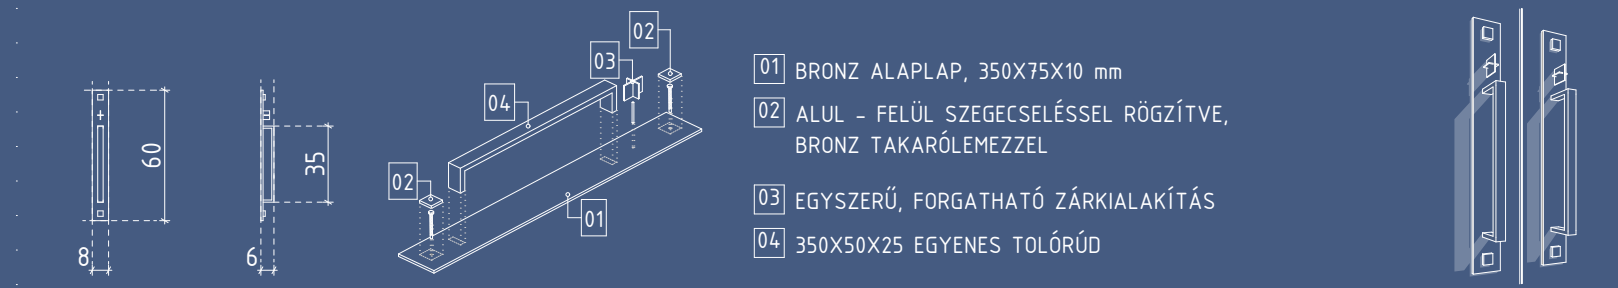 60
8
35
6
02
04
03
02
01
01 BRONZ ALAPLAP, 350X75X10 mm
02 ALUL - FELÜL SZEGECSELÉSSEL RÖGZÍTVE,
BRONZ TAKARÓLEMEZZEL
03 EGYSZERŰ, FORGATHATÓ ZÁRKIALAKÍTÁS
04 350X50X25 EGYENES TOLÓRÚD